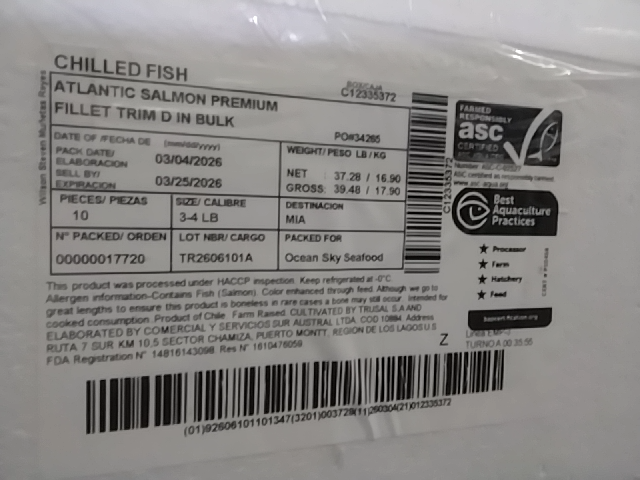 CHILLED FISH
ATLANTIC SALMON PREMIUM
FILLET TRIM D IN BULK
C12335372
PO#34265
DATE OF /FECHA DE (mm/dd/yyyy)
PACK DATE/
ELABORACION 03/04/2026
SELL BY/
EXPIRACION 03/25/2026
WEIGHT/ PESO LB / KG
NET : 37.28 / 16.90
GROSS: 39.48 / 17.90
PIECES/ PIEZAS
10
SIZE/ CALIBRE
3-4 LB
DESTINACION
MIA
N° PACKED/ ORDEN
00000017720
LOT NBR/ CARGO
TR2606101A
PACKED FOR
Ocean Sky Seafood
C12335372
FARMED
RESPONSIBLY
asc
CERTIFIED
Best
Aquaculture
Practices
Processor
Farm
Hatchery
Feed
This product was processed under HACCP inspection. Keep refrigerated at -0°C.
Allergen information-Contains Fish (Salmon). Color enhanced through feed. Although we go to
great lengths to ensure this product is boneless in rare cases a bone may still occur. Intended for
cooked consumption. Product of Chile. Farm Raised. CULTIVATED BY TRUSAL S.A AND
ELABORATED BY COMERCIAL Y SERVICIOS SUR AUSTRAL LTDA. COD 10884. Address
RUTA 7 SUR KM 10,5 SECTOR CHAMIZA, PUERTO MONTT, REGION DE LOS LAGOS
FDA Registration N° 14816143098 Res N° 1610476059
Z
TURNO A 00:35:55
(01)92606101101347(3201)003729(11)260304(21)012335372